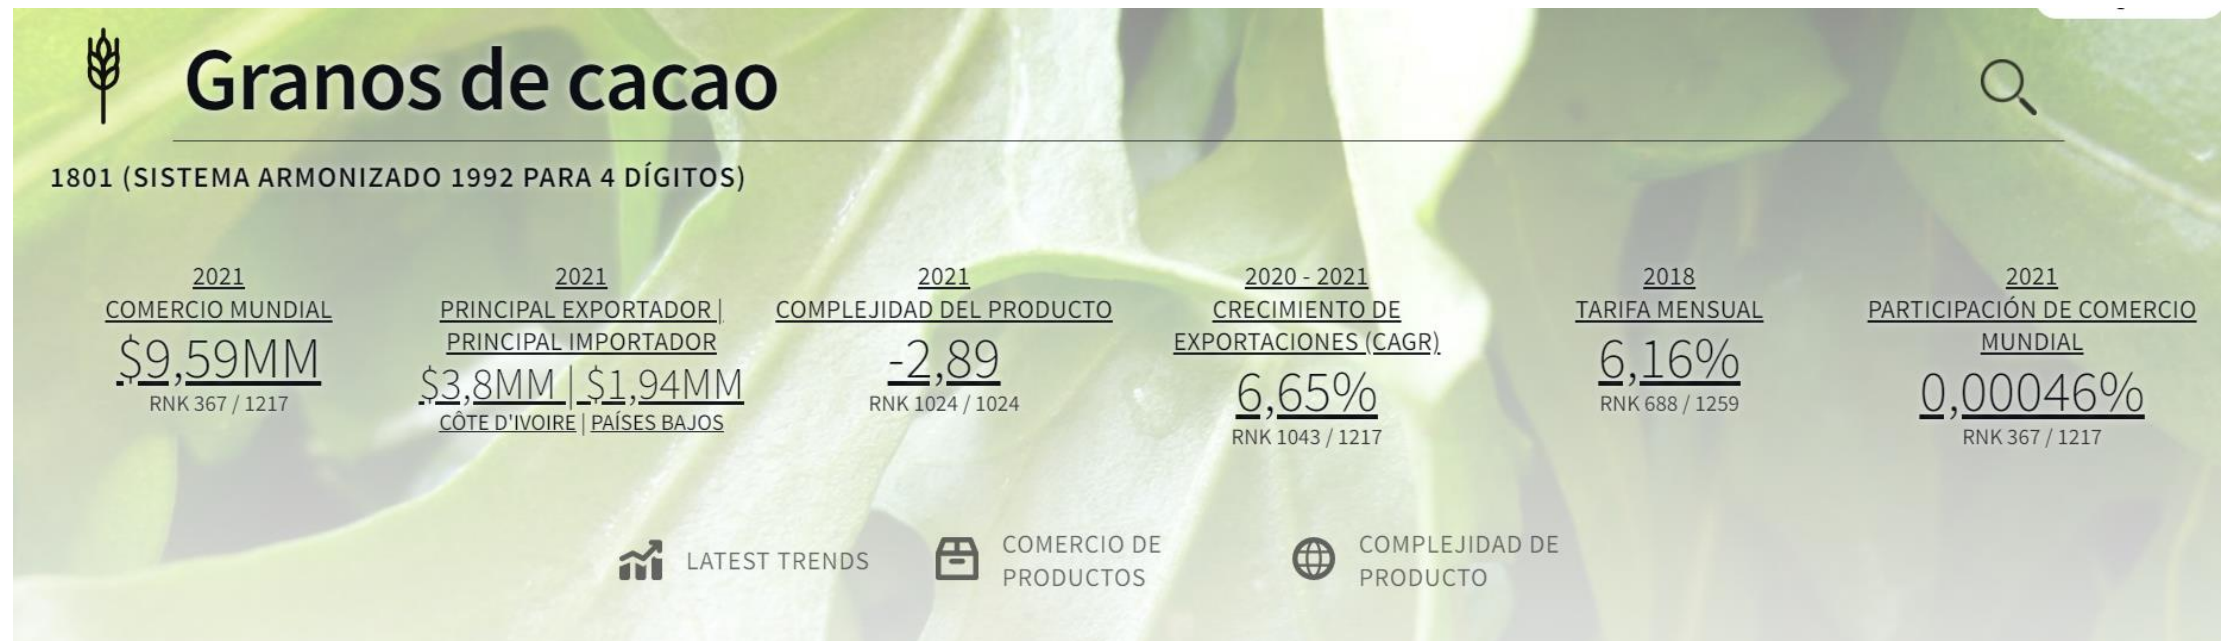 Granos de cacao
1801 (SISTEMA ARMONIZADO 1992 PARA 4 DÍGITOS)
2021
COMERCIO MUNDIAL
$9,59MM
RNK 367 / 1217
2021
PRINCIPAL EXPORTADOR |
PRINCIPAL IMPORTADOR
$3,8MM | $1,94MM
CÔTE D'IVOIRE | PAÍSES BAJOS
2021
COMPLEJIDAD DEL PRODUCTO
-2,89
RNK 1024 / 1024
2020 - 2021
CRECIMIENTO DE
EXPORTACIONES (CAGR)
6,65%
RNK 1043 / 1217
2018
TARIFA MENSUAL
6,16%
RNK 688 / 1259
2021
PARTICIPACIÓN DE COMERCIO
MUNDIAL
0,00046%
RNK 367 / 1217
LATEST TRENDS
COMERCIO DE
PRODUCTOS
COMPLEJIDAD DE
PRODUCTO